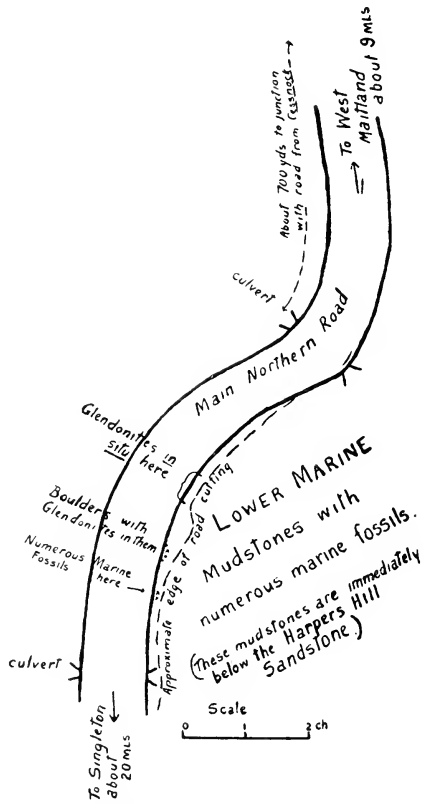 To West
Maitland
about 9 MLS
About 700 yds to junction
with road from Cessnock
culvert
Main Northern Road
Glendonites in
situ here
Boulders with
Glendonites in them
Numerous Marine
Fossils here
Approximate edge of road cutting
LOWER MARINE
Mudstones with
numerous marine fossils.
(These mudstones are immediately
below the Harpers Hill
Sandstone.)
culvert
To Singleton
about
20 MLS
Scale
0 1 2 ch